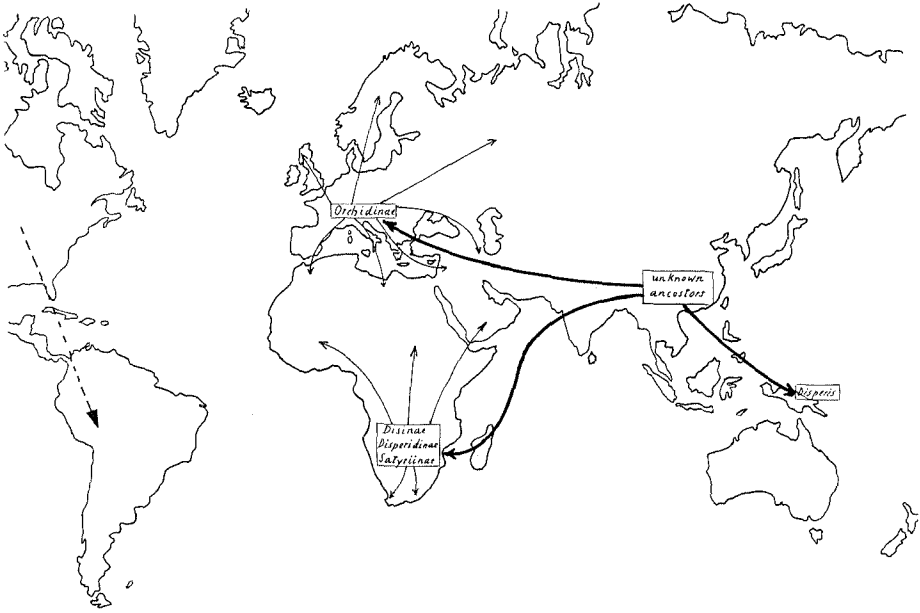 Orchidinae
unknown
ancestors
Disperis
Disinae
Disperidinae
Satyriinae